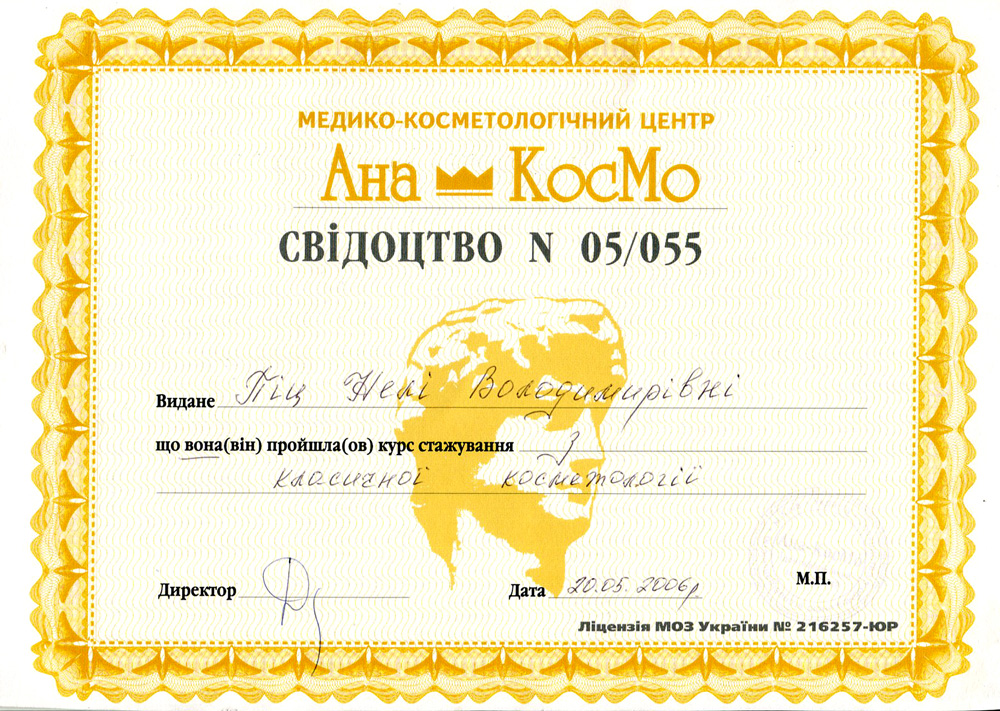 МЕДИКО-КОСМЕТОЛОГІЧНИЙ ЦЕНТР
Ана КосМо
СВІДОЦТВО N 05/055
Видане Піц Нелі Володимирівні
що вона(він) пройшла(ов) курс стажування з
класичної косметології
Директор Дата 20.05.2006р.
М.П.
Ліцензія МОЗ України № 216257-ЮР